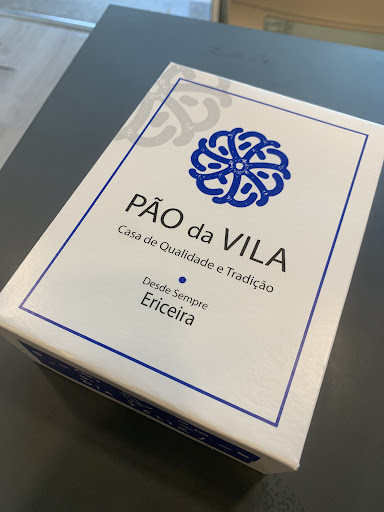 PÃO da VILA
Casa de Qualidade e Tradição
Desde Sempre
Ericeira